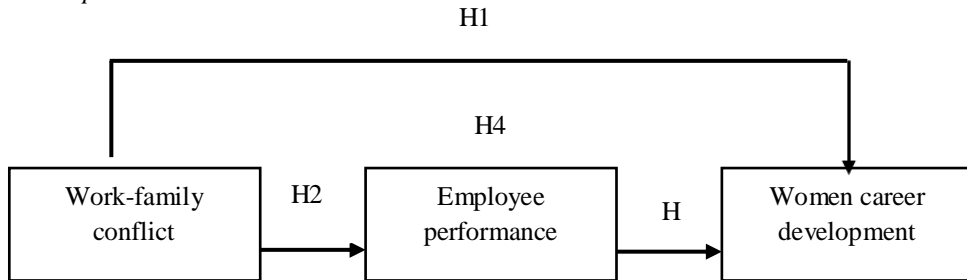 H1
H4
Work-family
conflict
H2
Employee
performance
H
Women career
development